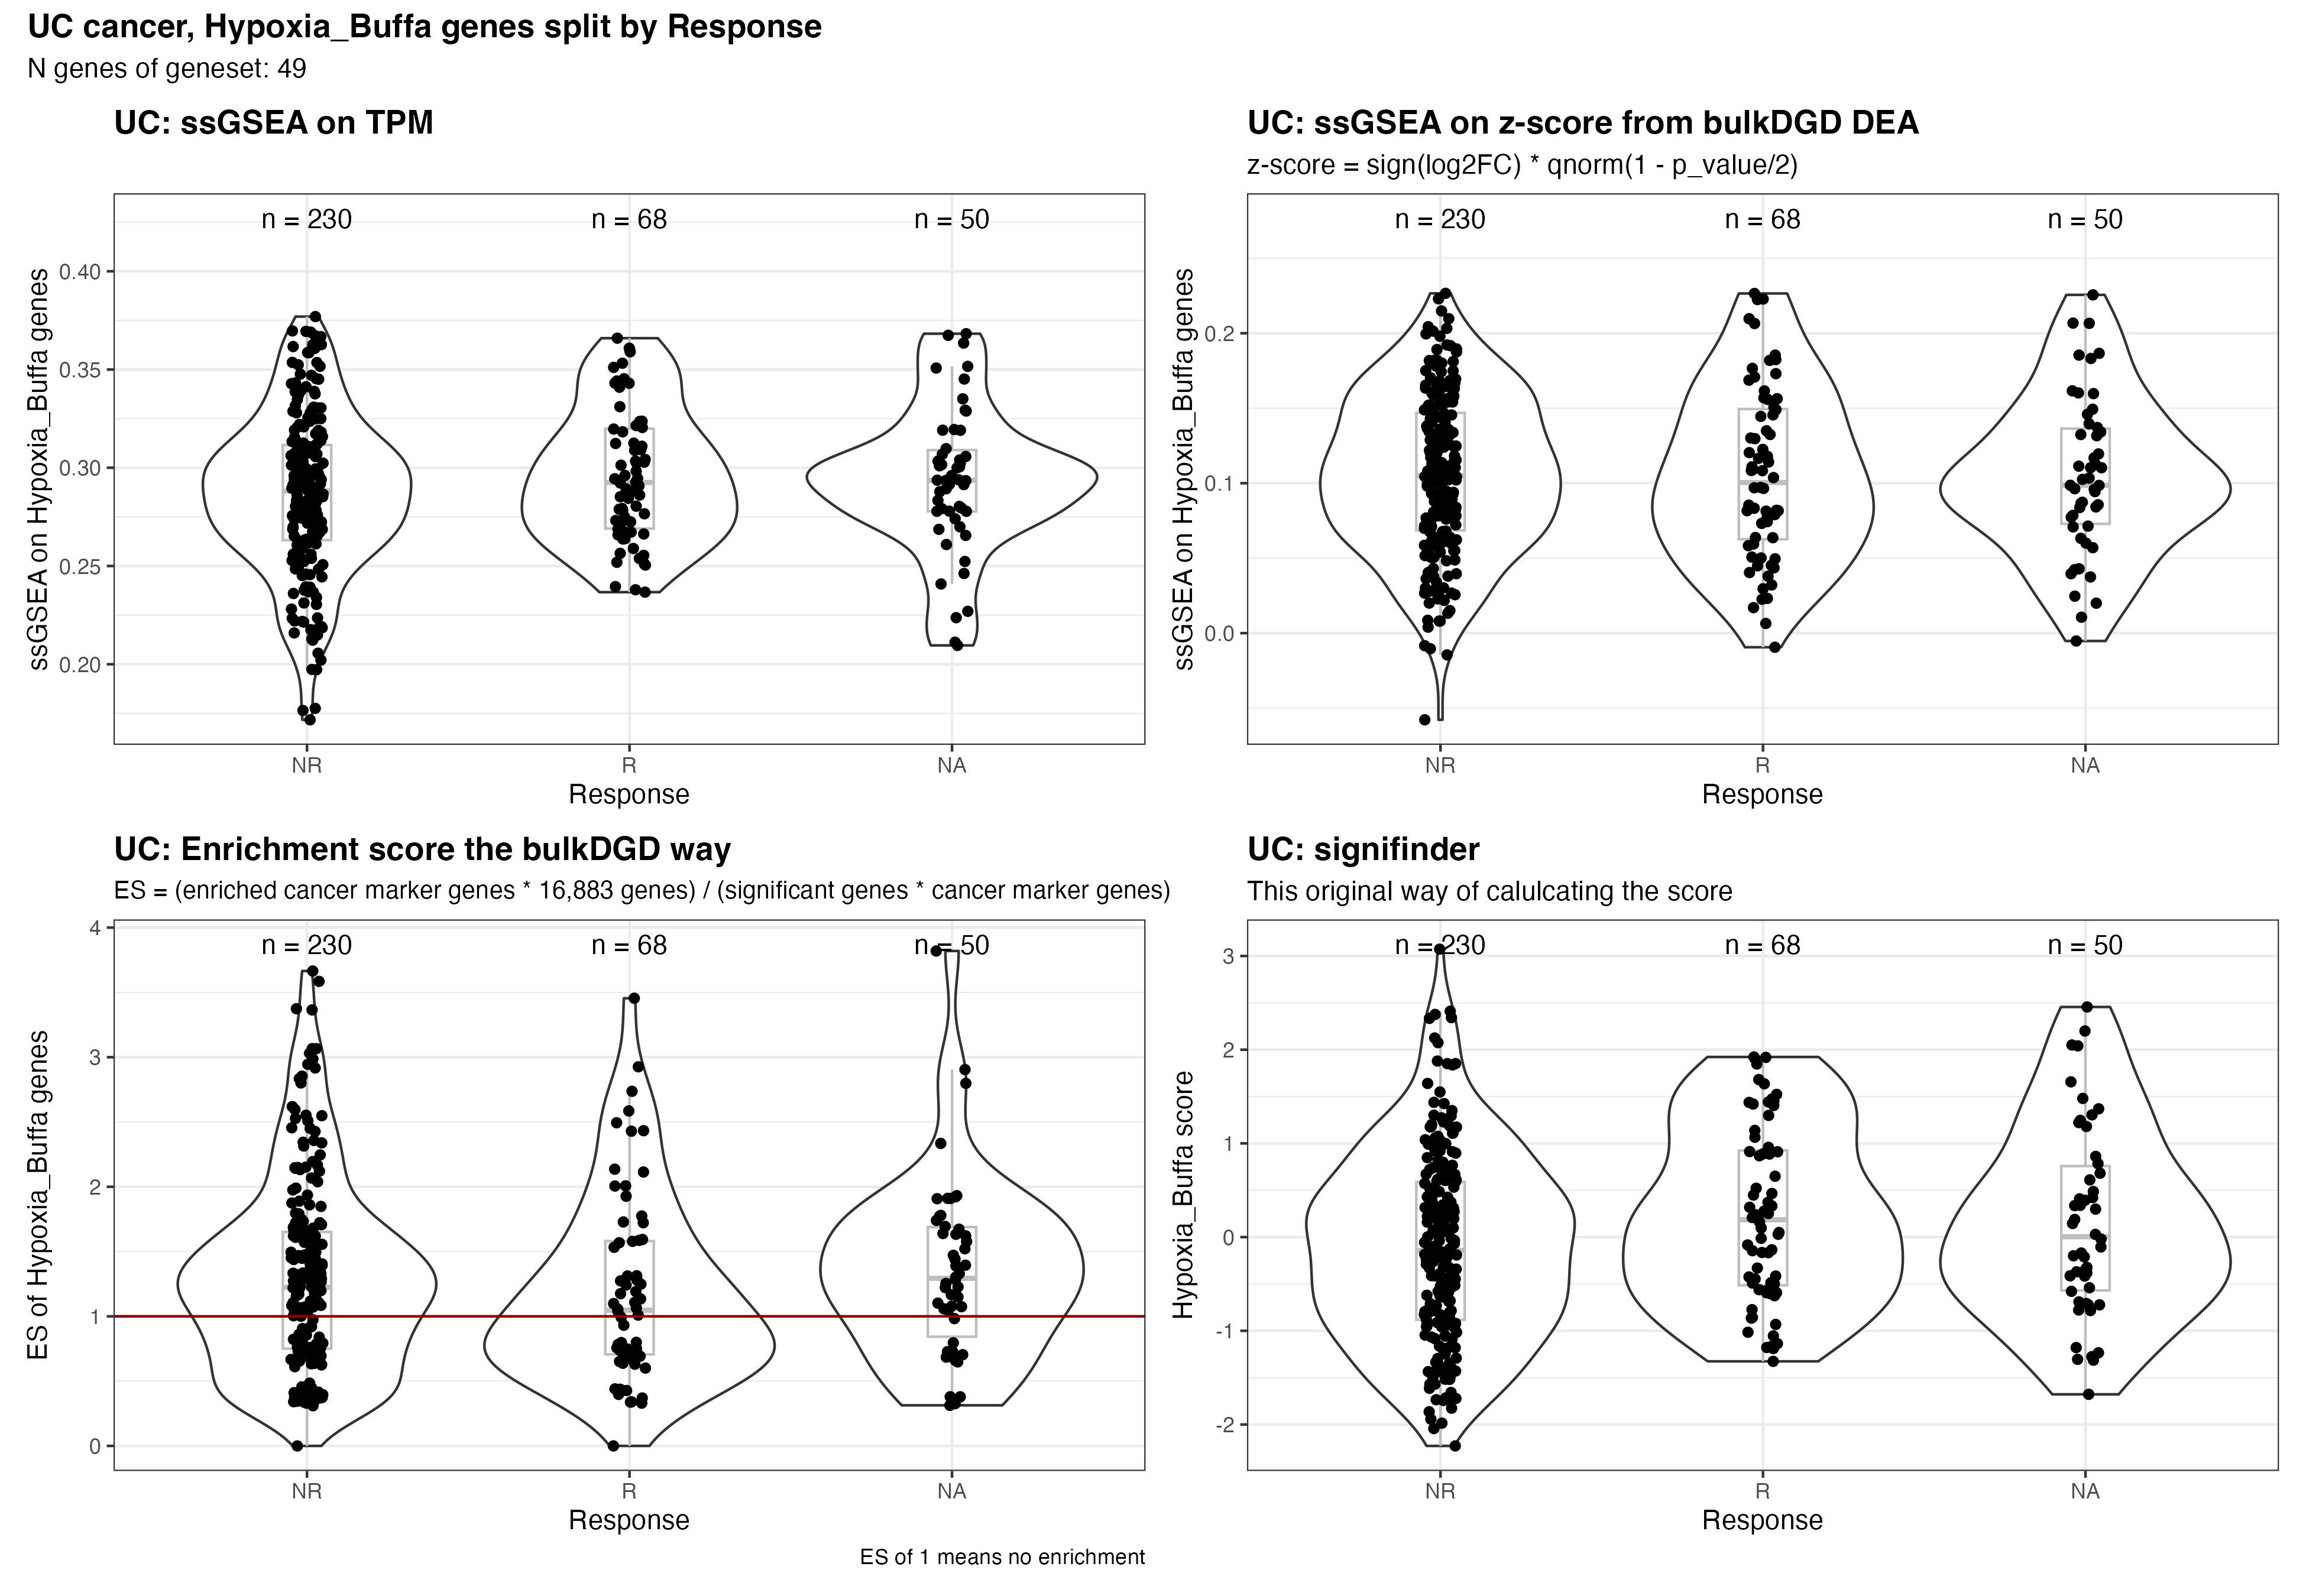 UC cancer, Hypoxia_Buffa genes split by Response
N genes of geneset: 49
UC: ssGSEA on TPM
n = 230
n = 68
n = 50
ssGSEA on Hypoxia_Buffa genes
0.40
0.35
0.30
0.25
0.20
NR
R
NA
Response
UC: ssGSEA on z-score from bulkDGD DEA
z-score = sign(log2FC) * qnorm(1 - p_value/2)
n = 230
n = 68
n = 50
ssGSEA on Hypoxia_Buffa genes
0.2
0.1
0.0
NR
R
NA
Response
UC: Enrichment score the bulkDGD way
ES = (enriched cancer marker genes * 16,883 genes) / (significant genes * cancer marker genes)
n = 230
n = 68
n = 50
ES of Hypoxia_Buffa genes
4
3
2
1
0
NR
R
NA
Response
ES of 1 means no enrichment
UC: signifinder
This original way of calulcating the score
n = 230
n = 68
n = 50
Hypoxia_Buffa score
3
2
1
0
-1
-2
NR
R
NA
Response